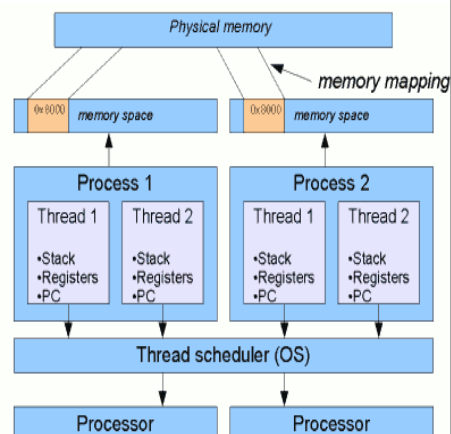 Physical memory
memory mapping
0x8000 memory space
0x8000 memory space
Process 1
Process 2
Thread 1
Thread 2
Thread 1
Thread 2
•Stack
•Registers
•PC
•Stack
•Registers
•PC
•Stack
•Registers
•PC
•Stack
•Registers
•PC
Thread scheduler (OS)
Processor
Processor